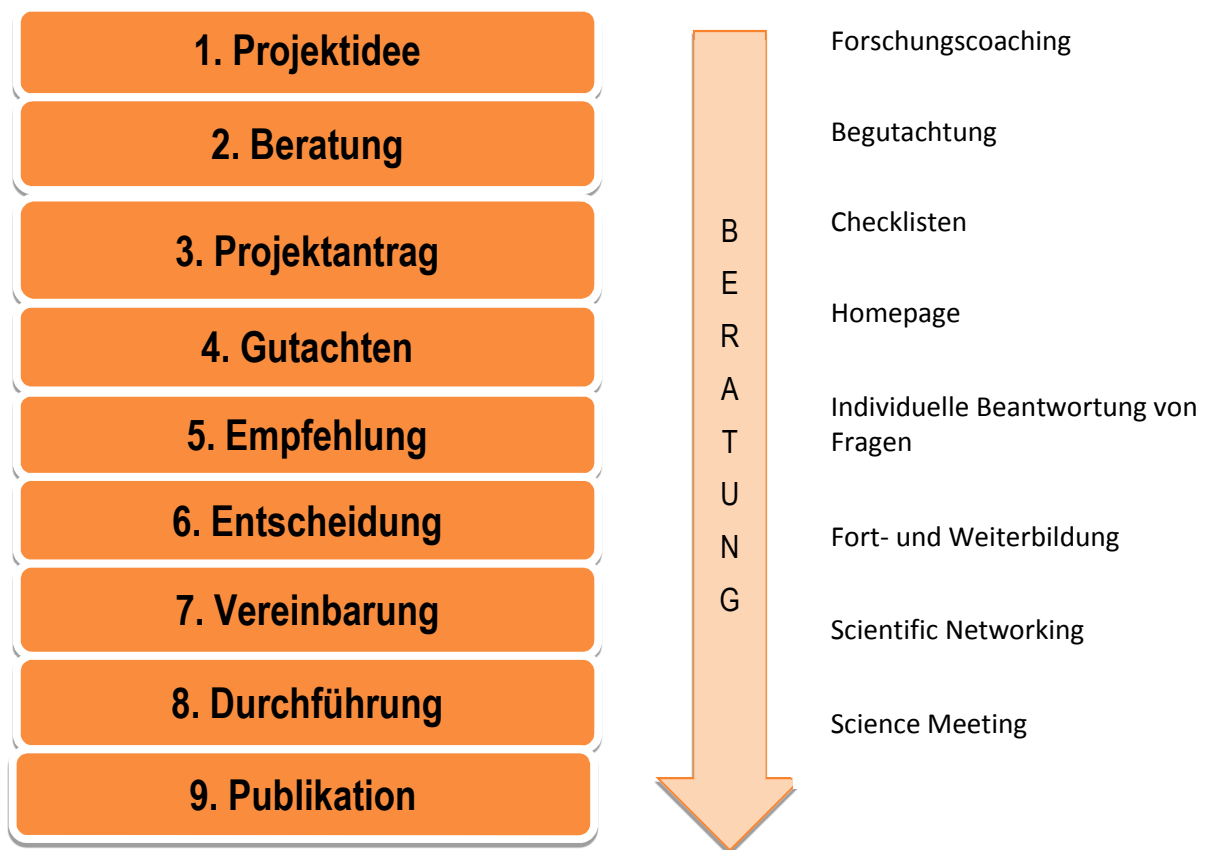 1. Projektidee
2. Beratung
3. Projektantrag
4. Gutachten
5. Empfehlung
6. Entscheidung
7. Vereinbarung
8. Durchführung
9. Publikation
B
E
R
A
T
U
N
G
Forschungscoaching
Begutachtung
Checklisten
Homepage
Individuelle Beantwortung von
Fragen
Fort- und Weiterbildung
Scientific Networking
Science Meeting